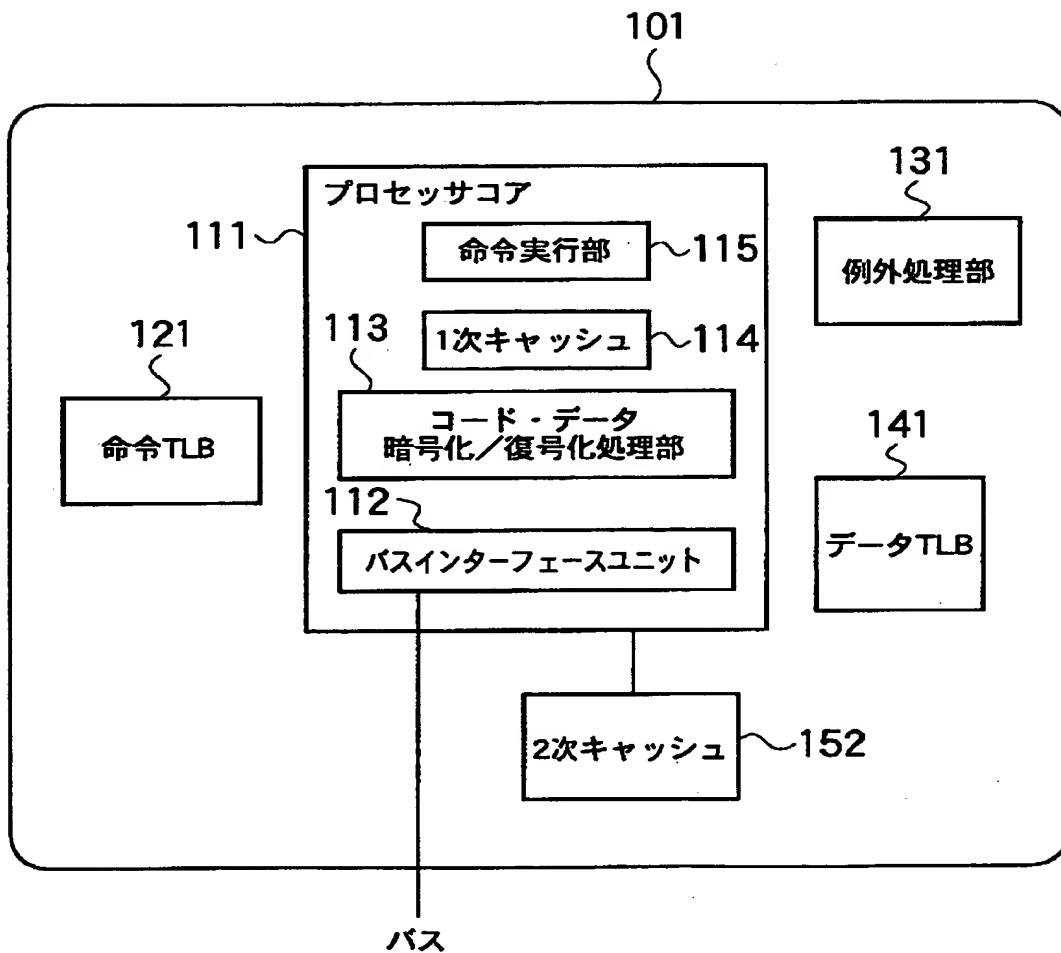 101
プロセッサコア
111
命令実行部
115
131
例外処理部
1次キャッシュ
114
113
コード・データ
暗号化／復号化処理部
121
命令TLB
112
バスインターフェースユニット
141
データTLB
2次キャッシュ
152
バス